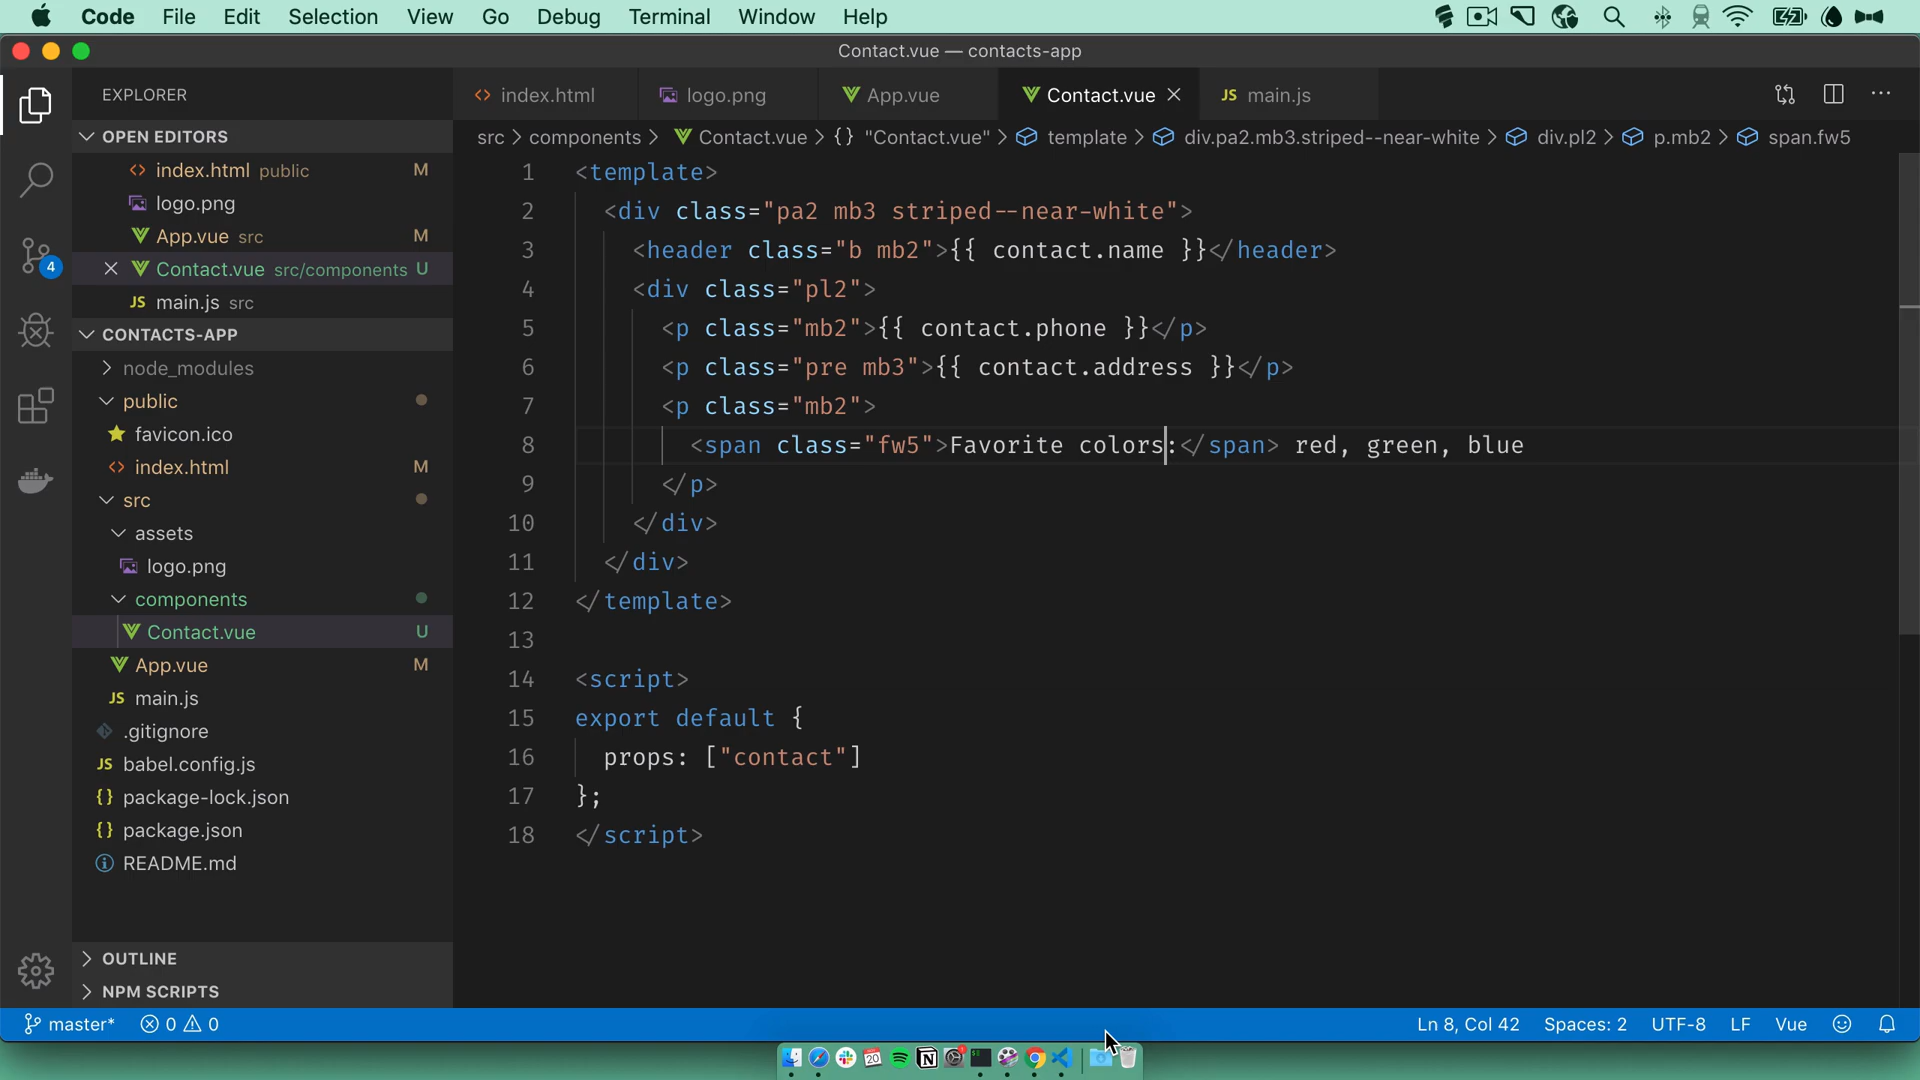 Code File Edit Selection View Go Debug Terminal Window Help
Contact.vue — contacts-app
EXPLORER
OPEN EDITORS
index.html public M
logo.png
App.vue src M
Contact.vue src/components U
JS main.js src
CONTACTS-APP
node_modules
public
favicon.ico
index.html M
src
assets
logo.png
components
Contact.vue U
App.vue M
JS main.js
.gitignore
JS babel.config.js
{} package-lock.json
{} package.json
README.md
OUTLINE
NPM SCRIPTS
4
index.html logo.png App.vue Contact.vue JS main.js
src > components > Contact.vue > {} "Contact.vue" > template > div.pa2.mb3.striped--near-white > div.pl2 > p.mb2 > span.fw5
1 <template>
2 <div class="pa2 mb3 striped--near-white">
3 <header class="b mb2">{{ contact.name }}</header>
4 <div class="pl2">
5 <p class="mb2">{{ contact.phone }}</p>
6 <p class="pre mb3">{{ contact.address }}</p>
7 <p class="mb2">
8 <span class="fw5">Favorite colors:</span> red, green, blue
9 </p>
10 </div>
11 </div>
12 </template>
13
14 <script>
15 export default {
16 props: ["contact"]
17 };
18 </script>
master* 0 0 Ln 8, Col 42 Spaces: 2 UTF-8 LF Vue
20